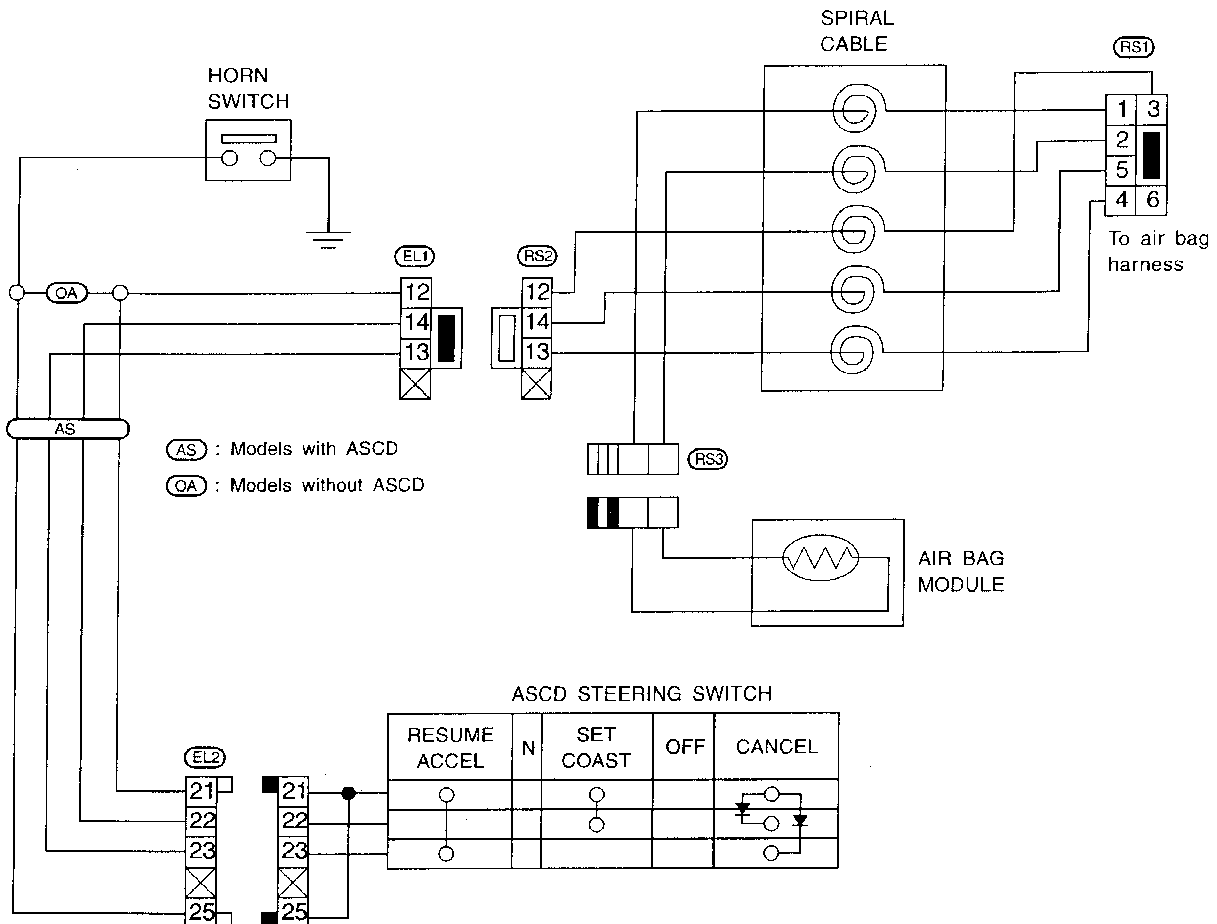 SPIRAL
CABLE
RS1
HORN
SWITCH
1 3
2
5
4 6
To air bag
harness
EL1
RS2
OA
12
14
13
12
14
13
AS
AS : Models with ASCD
OA : Models without ASCD
RS3
AIR BAG
MODULE
ASCD STEERING SWITCH
RESUME
ACCEL
N
SET
COAST
OFF
CANCEL
EL2
21
22
23
25
21
22
23
25